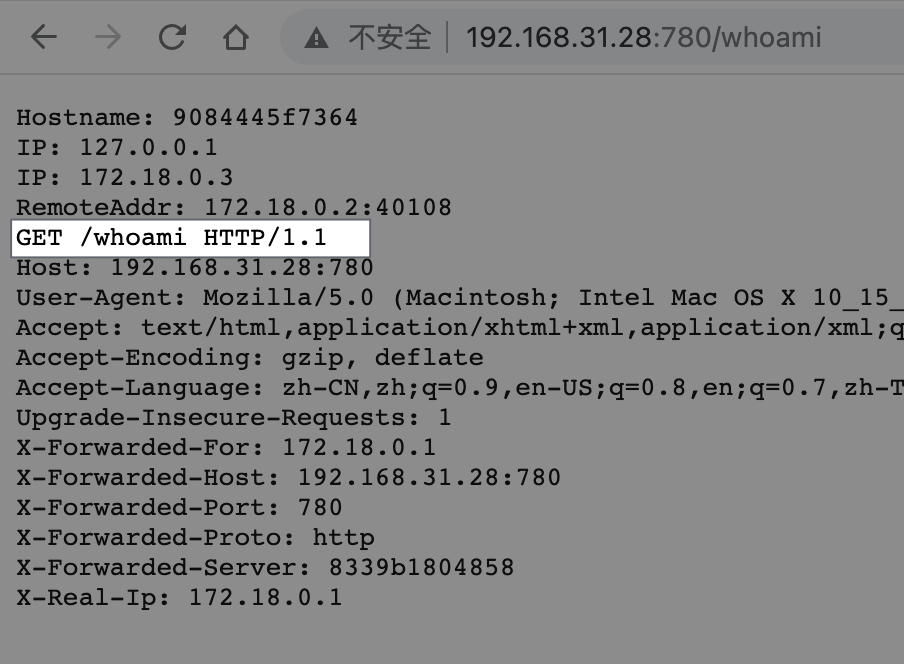 不安全 192.168.31.28:780/whoami
Hostname: 9084445f7364
IP: 127.0.0.1
IP: 172.18.0.3
RemoteAddr: 172.18.0.2:40108
GET /whoami HTTP/1.1
Host: 192.168.31.28:780
User-Agent: Mozilla/5.0 (Macintosh; Intel Mac OS X 10_15_
Accept: text/html,application/xhtml+xml,application/xml;q
Accept-Encoding: gzip, deflate
Accept-Language: zh-CN,zh;q=0.9,en-US;q=0.8,en;q=0.7,zh-T
Upgrade-Insecure-Requests: 1
X-Forwarded-For: 172.18.0.1
X-Forwarded-Host: 192.168.31.28:780
X-Forwarded-Port: 780
X-Forwarded-Proto: http
X-Forwarded-Server: 8339b1804858
X-Real-Ip: 172.18.0.1